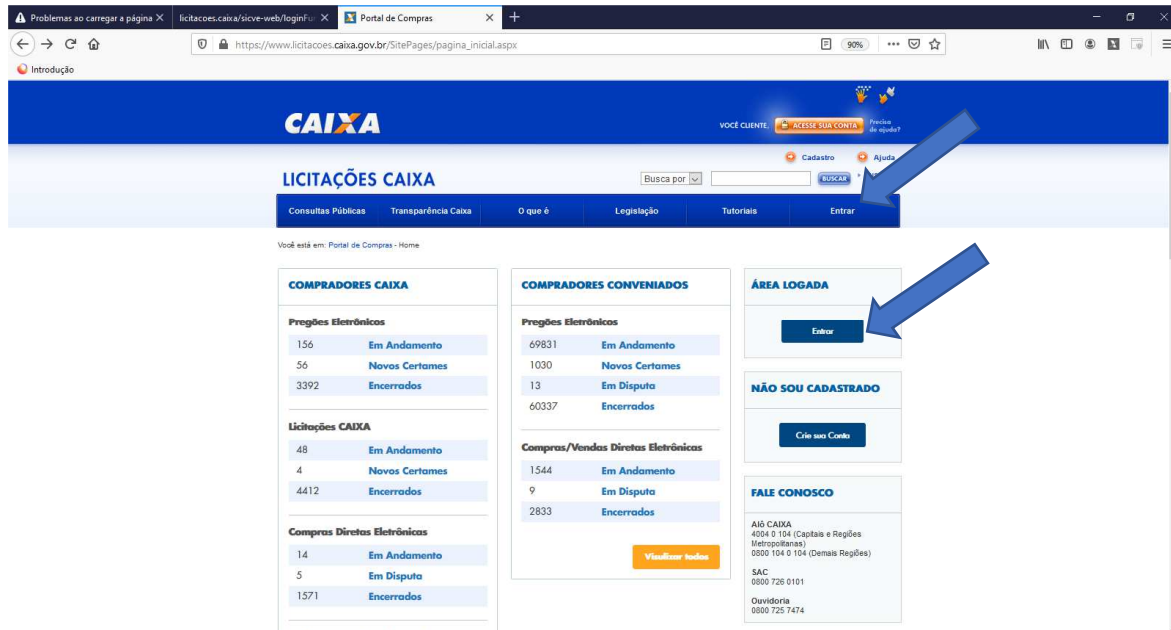 Problemas ao carregar a página
licitacoes.caixa/sicve-web/loginFu
Portal de Compras
https://www.licitacoes.caixa.gov.br/SitePages/pagina_inicial.aspx
90%
Introdução
CAIXA
VOCÊ CLIENTE,
ACESSE SUA CONTA
Precisa de ajuda?
Cadastro
Ajuda
LICITAÇÕES CAIXA
Busca por
BUSCAR
Consultas Públicas
Transparência Caixa
O que é
Legislação
Tutoriais
Entrar
Você está em: Portal de Compras - Home
COMPRADORES CAIXA
Pregões Eletrônicos
156 Em Andamento
56 Novos Certames
3392 Encerrados
Licitações CAIXA
48 Em Andamento
4 Novos Certames
4412 Encerrados
Compras Diretas Eletrônicas
14 Em Andamento
5 Em Disputa
1571 Encerrados
COMPRADORES CONVENIADOS
Pregões Eletrônicos
69831 Em Andamento
1030 Novos Certames
13 Em Disputa
60337 Encerrados
Compras/Vendas Diretas Eletrônicas
1544 Em Andamento
9 Em Disputa
2833 Encerrados
Visualizar todos
ÁREA LOGADA
Entrar
NÃO SOU CADASTRADO
Crie sua Conta
FALE CONOSCO
Alô CAIXA
4004 0 104 (Capitais e Regiões
Metropolitanas)
0800 104 0 104 (Demais Regiões)
SAC
0800 726 0101
Ouvidoria
0800 725 7474